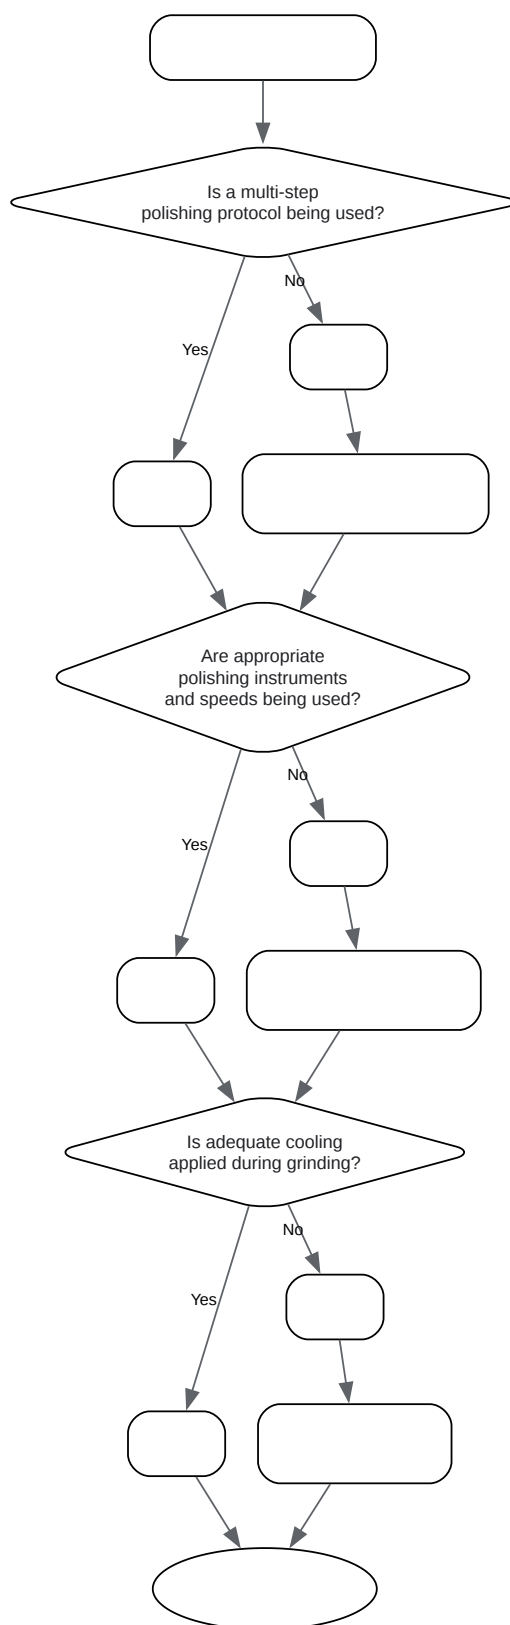 Is a multi-step
polishing protocol being used?
No
Yes
Are appropriate
polishing instruments
and speeds being used?
No
Yes
Is adequate cooling
applied during grinding?
No
Yes